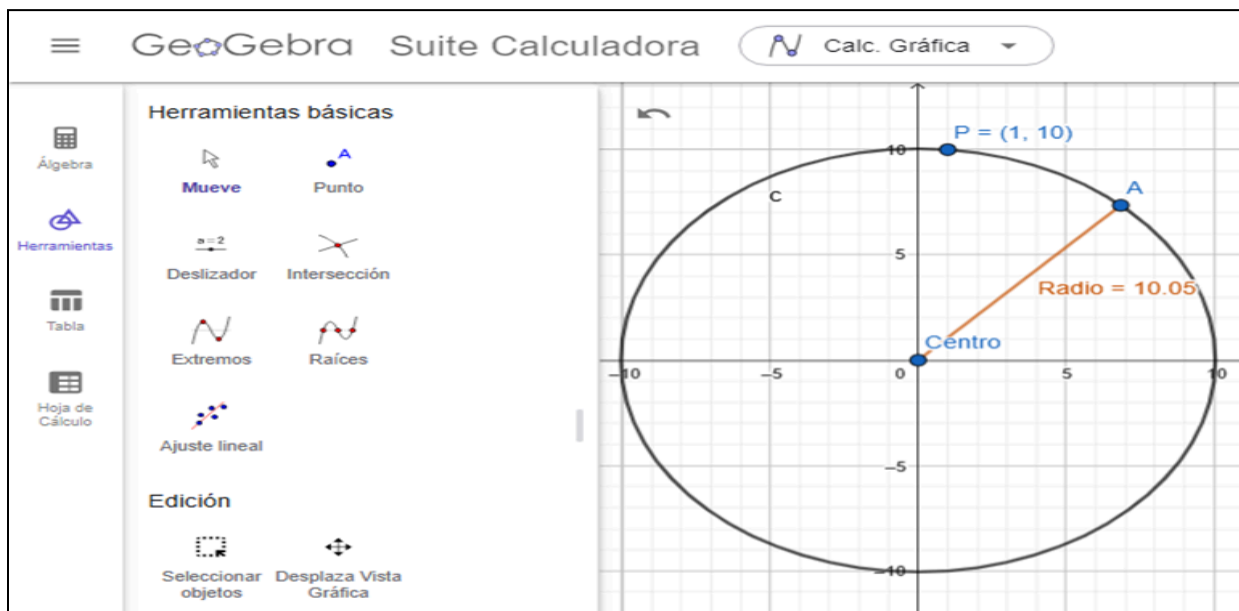 GeoGebra Suite Calculadora Calc. Gráfica
Álgebra
Herramientas
Tabla
Hoja de
Cálculo
Herramientas básicas
Mueve Punto
a=2
Deslizador Intersección
Extremos Raíces
Ajuste lineal
Edición
Seleccionar
objetos
Desplaza Vista
Gráfica
A
P = (1, 10)
A
c
Radio = 10.05
Centro
10
5
–10 –5 0 5 10
–5
–10